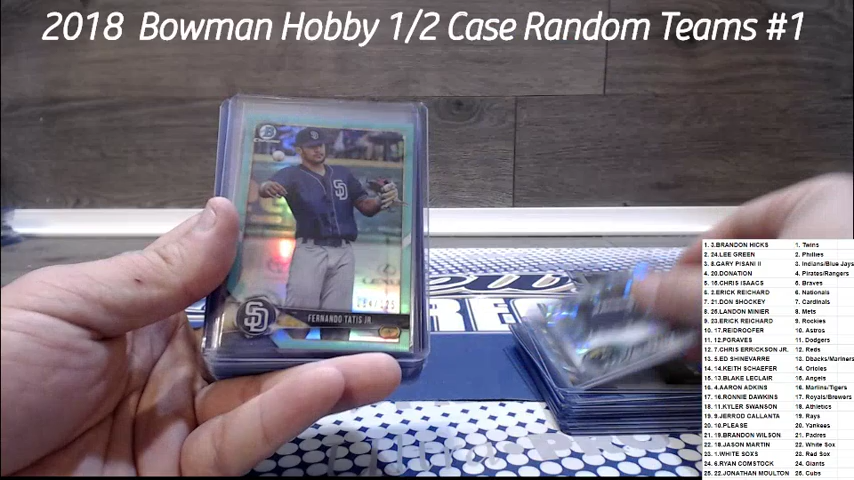 2018 Bowman Hobby 1/2 Case Random Teams #1
SD
FERNANDO TATIS JR.
1. 3.BRANDON HICKS 1. Twins
2. 24.LEE GREEN 2. Phillies
3. 8.GARY PISANI II 3. Indians/Blue Jays
4. 20.DONATION 4. Pirates/Rangers
5. 15.CHRIS ISAACS 5. Braves
6. 2.ERICK REICHARD 6. Nationals
7. 21.DON SHOCKEY 7. Cardinals
8. 26.LANDON MINIER 8. Mets
9. 23.ERICK REICHARD 9. Rockies
10. 17.REIDROOFER 10. Astros
11. 12.PGRAVES 11. Dodgers
12. 7.CHRIS ERRICKSON JR. 12. Reds
13. 5.ED SHINEVARRE 13. Dbacks/Mariners
14. 14.KEITH SCHAEFER 14. Orioles
15. 13.BLAKE LECLAIR 15. Angels
16. 4.AARON ADKINS 16. Marlins/Tigers
17. 16.RONNIE DAWKINS 17. Royals/Brewers
18. 11.KYLER SWANSON 18. Athletics
19. 9.JERROD CALLANTA 19. Rays
20. 10.PLEASE 20. Yankees
21. 19.BRANDON WILSON 21. Padres
22. 18.JASON MARTIN 22. White Sox
23. 1.WHITE SOXS 23. Red Sox
24. 6.RYAN COMSTOCK 24. Giants
25. 22.JONATHAN MOULTON 25. Cubs